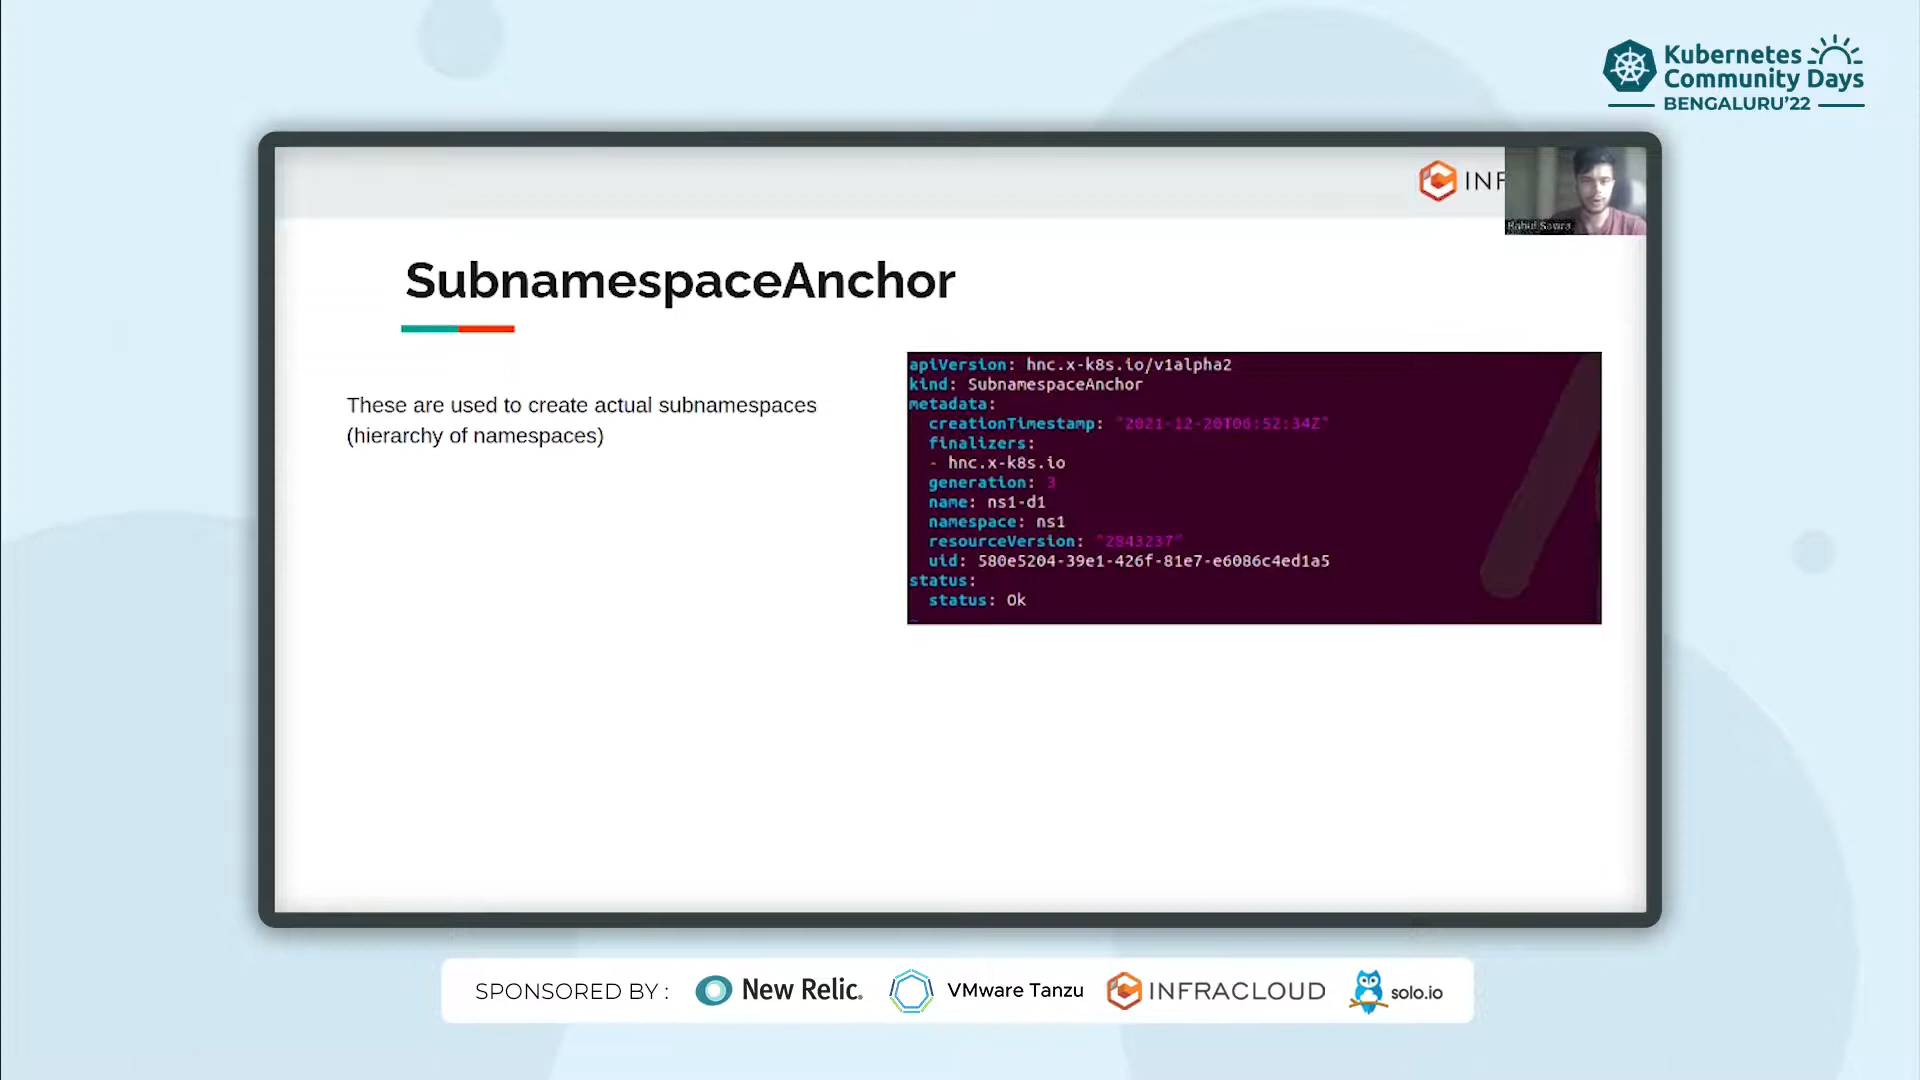 Kubernetes
Community Days
BENGALURU'22
INF
Rahul Sawra
SubnamespaceAnchor
These are used to create actual subnamespaces
(hierarchy of namespaces)
apiVersion: hnc.x-k8s.io/v1alpha2
kind: SubnamespaceAnchor
metadata:
  creationTimestamp: "2021-12-20T06:52:34Z"
  finalizers:
  - hnc.x-k8s.io
  generation: 3
  name: ns1-d1
  namespace: ns1
  resourceVersion: "2843237"
  uid: 580e5204-39e1-426f-81e7-e6086c4ed1a5
status:
  status: Ok
~
SPONSORED BY : New Relic. VMware Tanzu INFRACLOUD solo.io